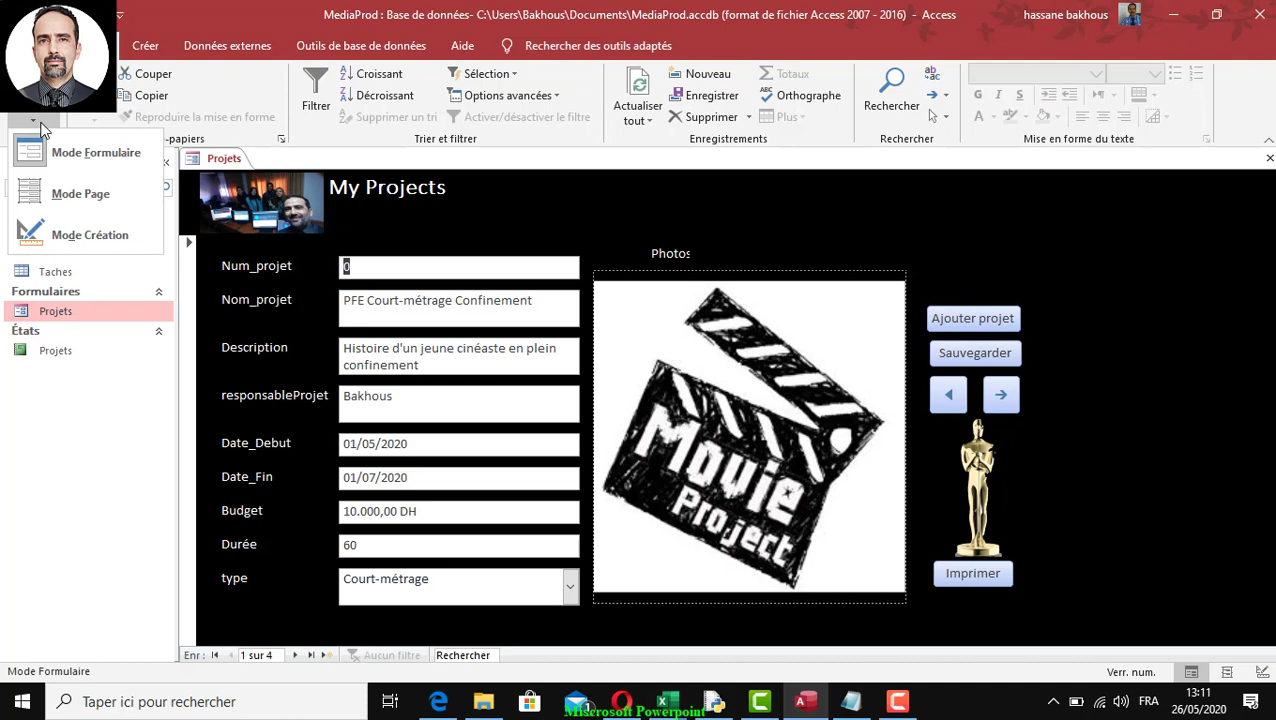 MediaProd : Base de données- C:\Users\Bakhous\Documents\MediaProd.accdb (format de fichier Access 2007 - 2016) - Access
hassane bakhous
Créer
Données externes
Outils de base de données
Aide
Rechercher des outils adaptés
Couper
Copier
Reproduire la mise en forme
-papiers
Filtrer
Croissant
Décroissant
Supprimer un tri
Sélection
Options avancées
Activer/désactiver le filtre
Trier et filtrer
Actualiser
tout
Nouveau
Enregistrer
Supprimer
Totaux
Orthographe
Plus
Enregistrements
Rechercher
Rechercher
G I S
A
Mise en forme du texte
Mode Formulaire
Mode Page
Mode Création
Taches
Formulaires
Projets
États
Projets
Projets
My Projects
Photos
Num_projet
0
Nom_projet
PFE Court-métrage Confinement
Description
Histoire d'un jeune cinéaste en plein
confinement
responsableProjet
Bakhous
Date_Debut
01/05/2020
Date_Fin
01/07/2020
Budget
10.000,00 DH
Durée
60
type
Court-métrage
Movie
Project
Ajouter projet
Sauvegarder
Imprimer
Enr :
1 sur 4
Aucun filtre
Rechercher
Mode Formulaire
Verr. num.
Taper ici pour rechercher
1
Miscrosoft Powerpoint
FRA
13:11
26/05/2020
1